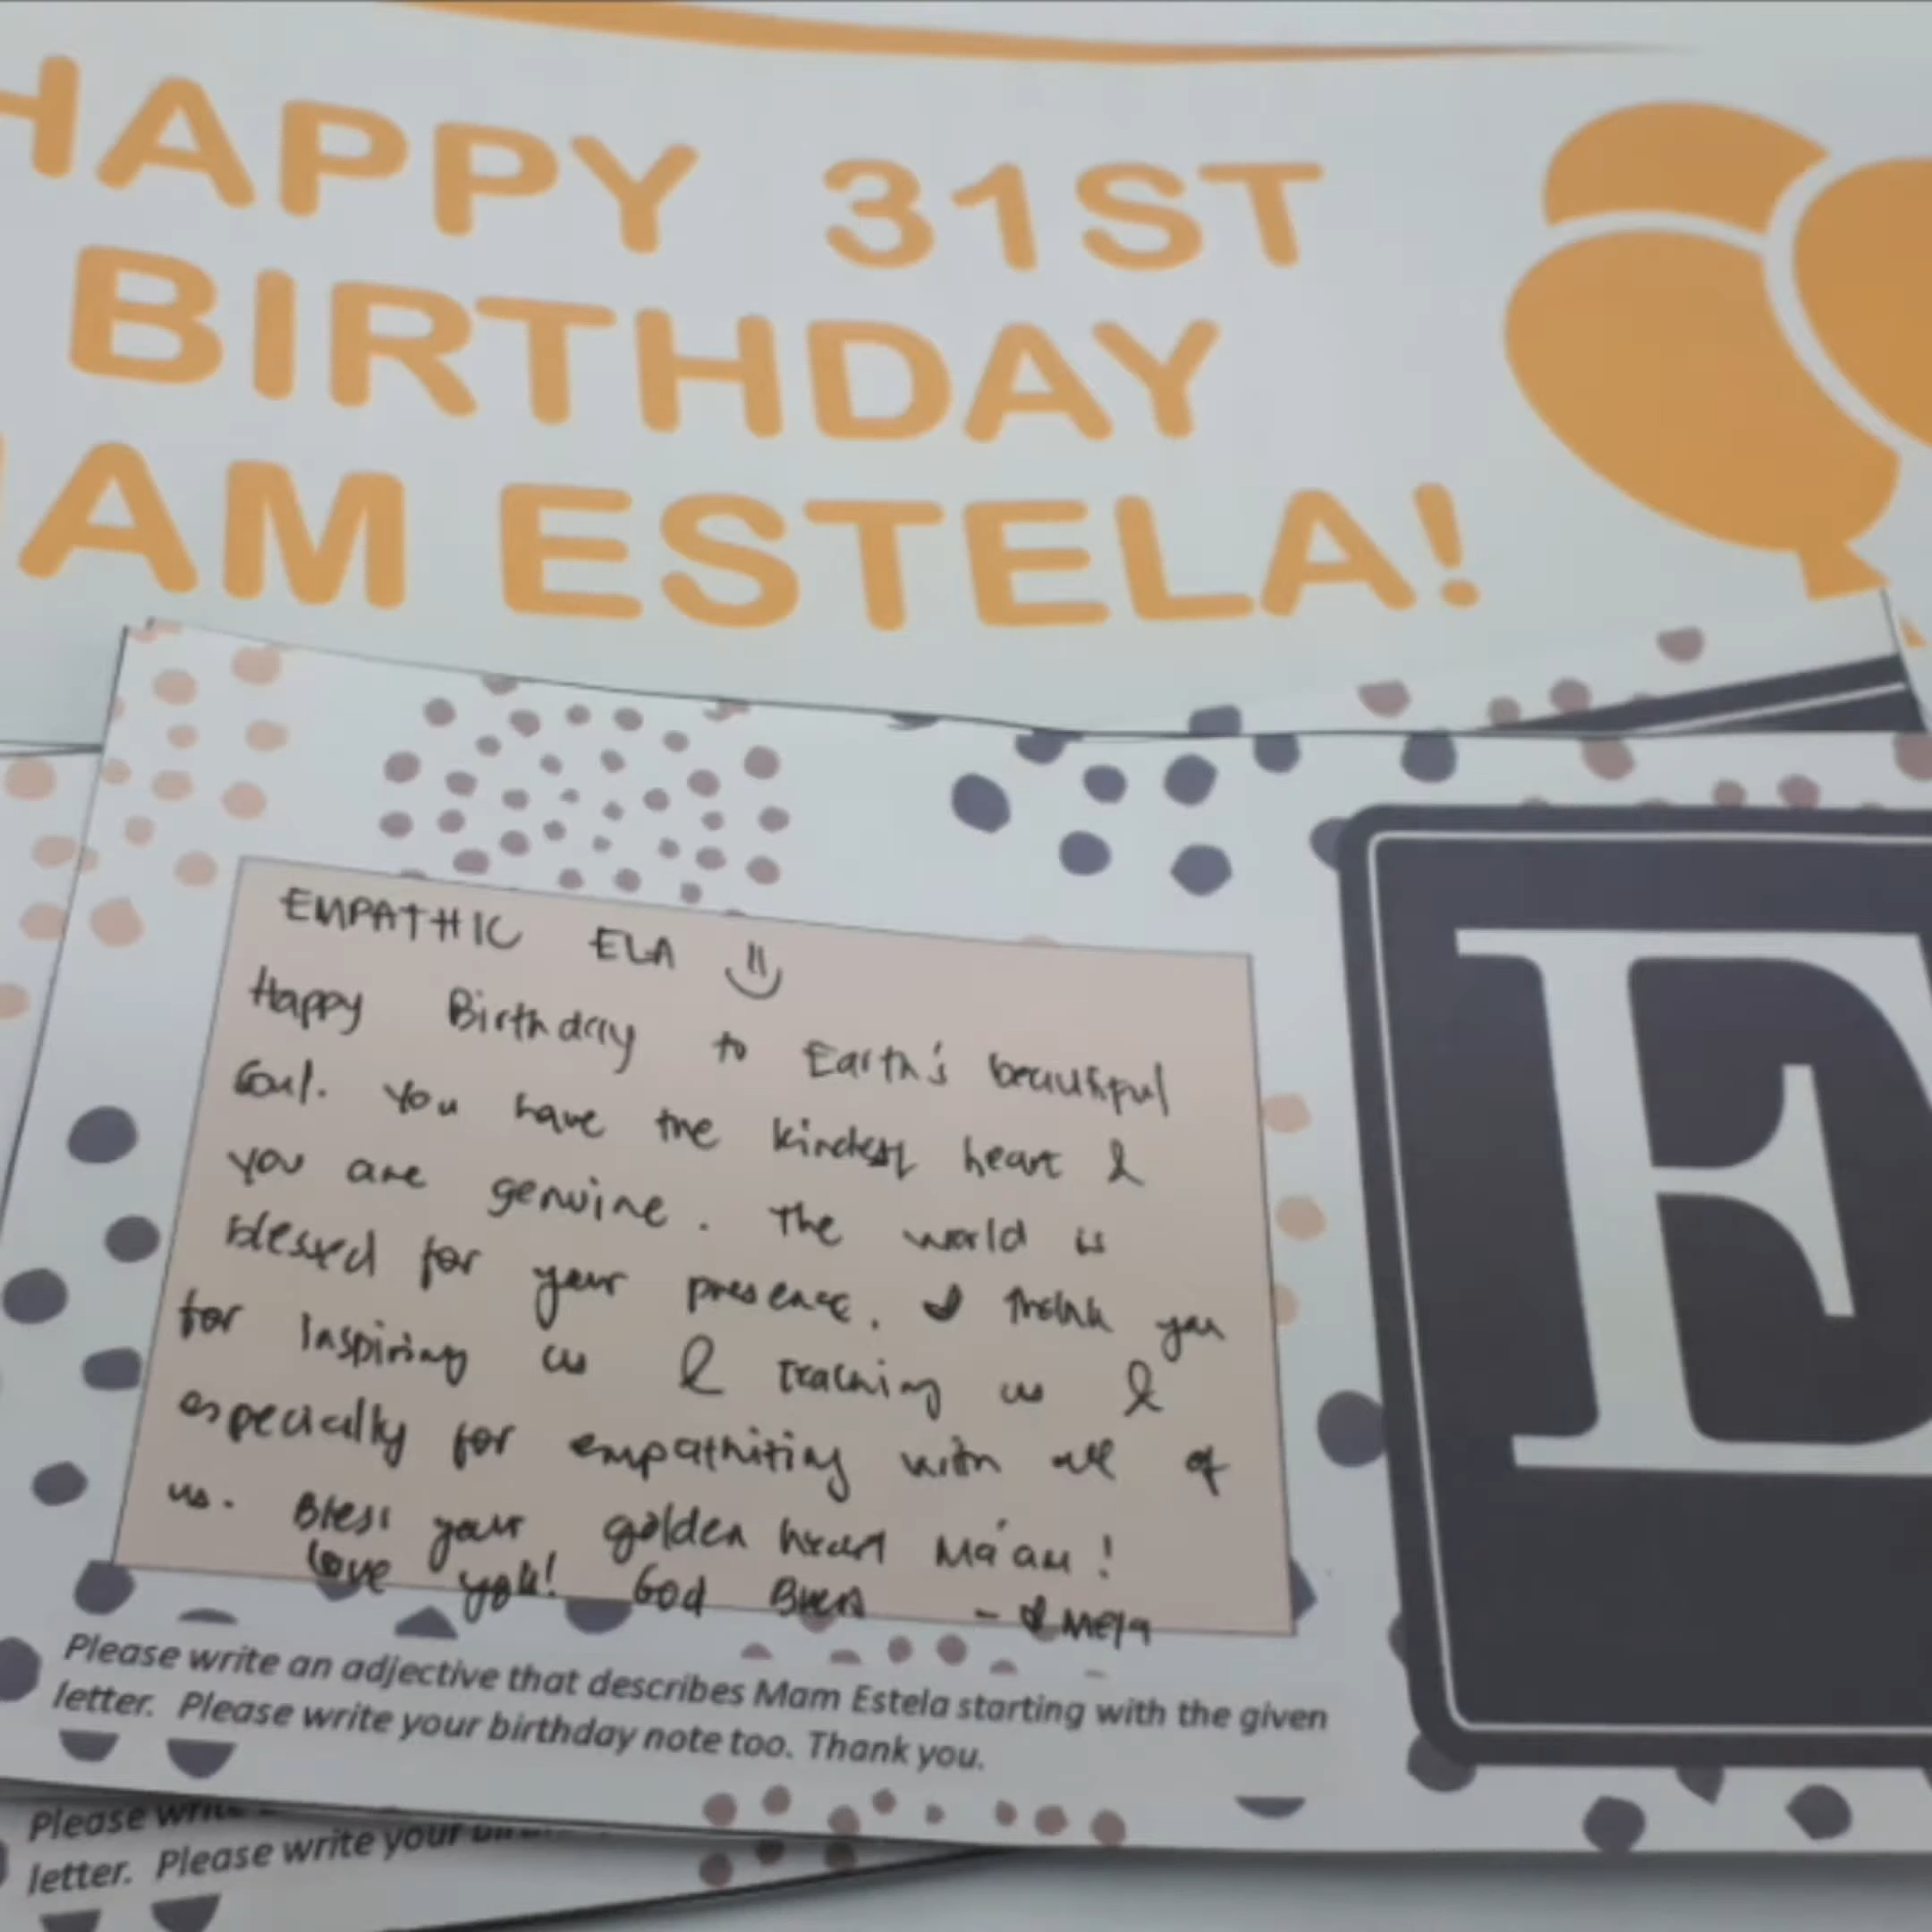 HAPPY 31ST
BIRTHDAY
MAM ESTELA!
EMPATHIC ELA
Happy Birthday to Earth's beautiful
Soul. You have the kindest heart &
you are genuine. The world is
blessed for your presence. I thank you
for inspiring us & teaching us &
especially for empathiting with all of
us. Bless your golden heart Ma'am!
love you! God Bless -
E
Please write an adjective that describes Mam Estela starting with the given
letter. Please write your birthday note too. Thank you.
Please write
letter. Please write your